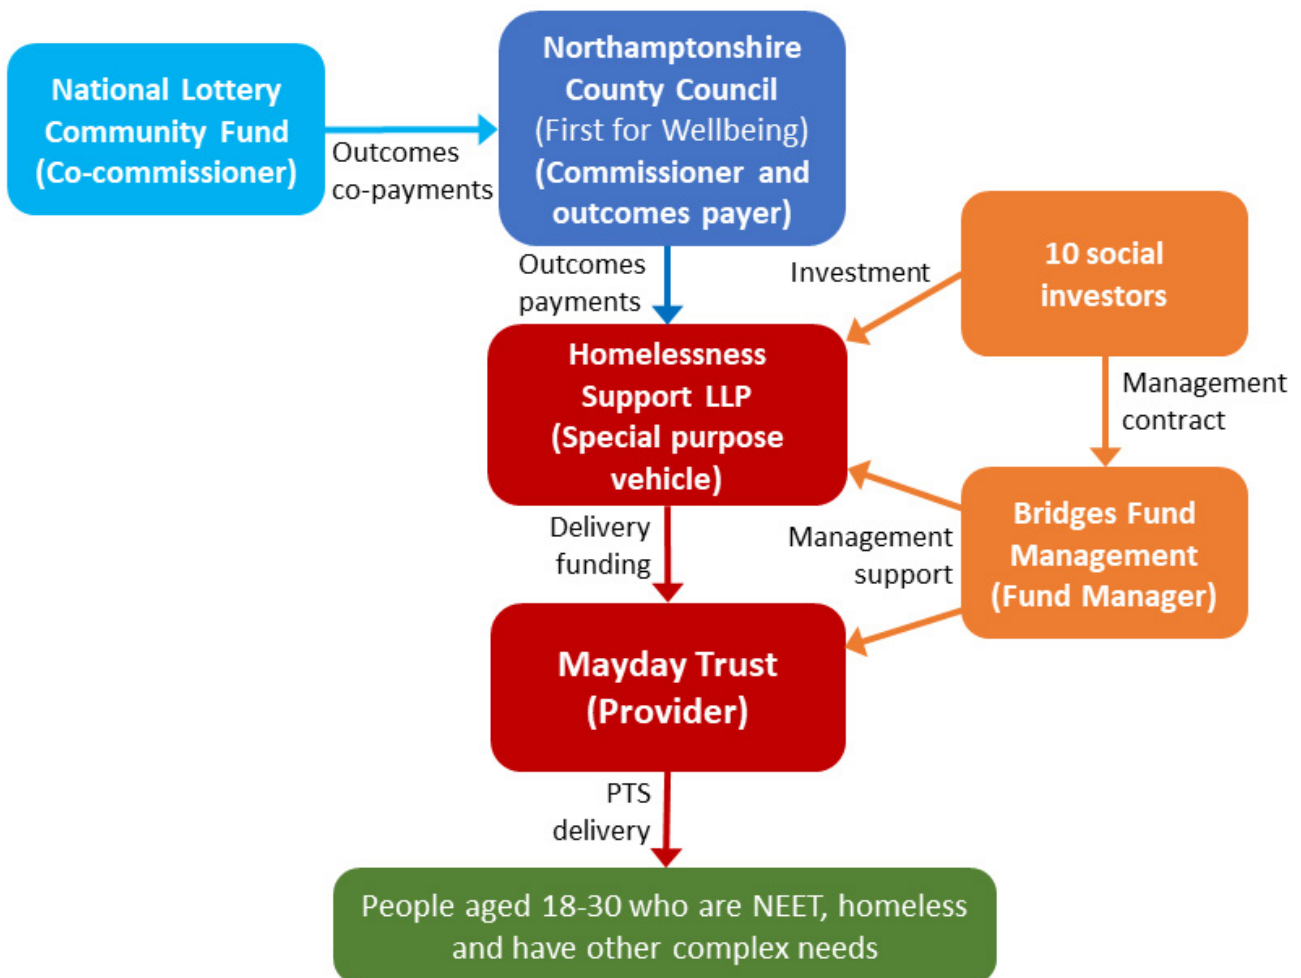 National Lottery
Community Fund
(Co-commissioner)
Outcomes
co-payments
Northamptonshire
County Council
(First for Wellbeing)
(Commissioner and
outcomes payer)
Outcomes
payments
Investment
10 social
investors
Management
contract
Homelessness
Support LLP
(Special purpose
vehicle)
Bridges Fund
Management
(Fund Manager)
Management
support
Delivery
funding
Mayday Trust
(Provider)
PTS
delivery
People aged 18-30 who are NEET, homeless
and have other complex needs